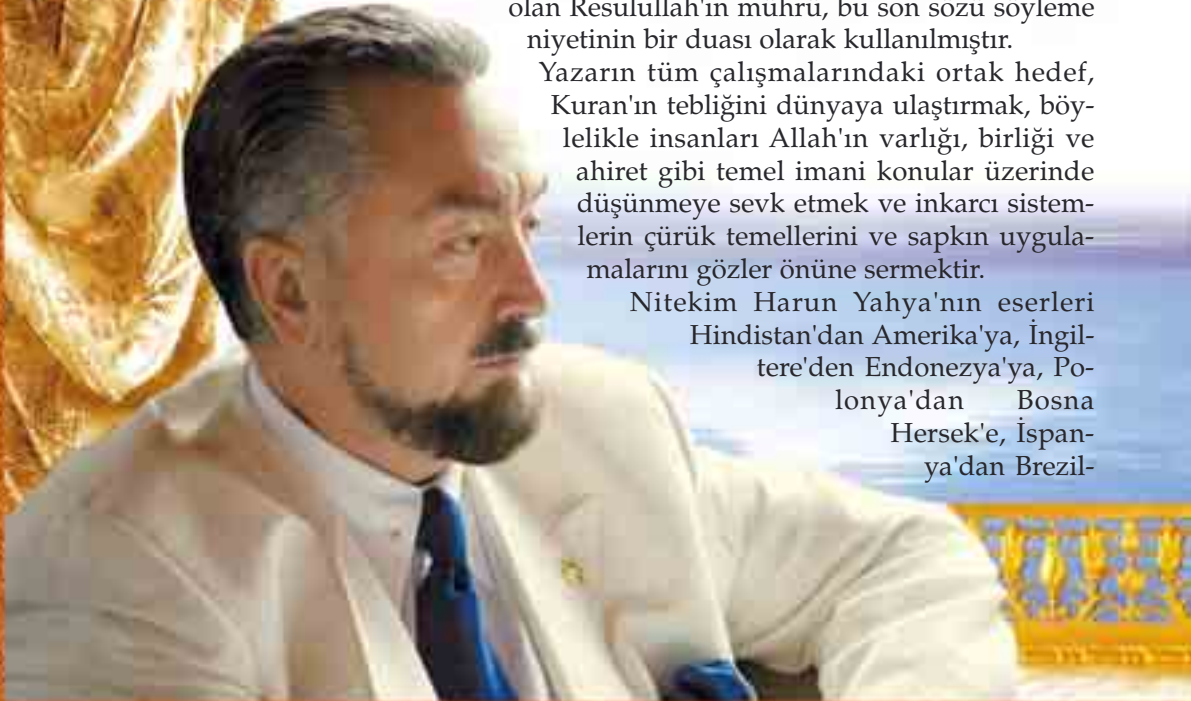 olan Resulullah'ın mührü, bu son sözü söyleme
niyetinin bir duası olarak kullanılmıştır.
Yazarın tüm çalışmalarındaki ortak hedef,
Kuran'ın tebliğini dünyaya ulaştırmak, böy-
lelikle insanları Allah'ın varlığı, birliği ve
ahiret gibi temel imani konular üzerinde
düşünmeye sevk etmek ve inkarcı sistem-
lerin çürük temellerini ve sapkın uygula-
malarını gözler önüne sermektir.
Nitekim Harun Yahya'nın eserleri
Hindistan'dan Amerika'ya, İngil-
tere'den Endonezya'ya, Po-
lonya'dan Bosna
Hersek'e, İspan-
ya'dan Brezil-